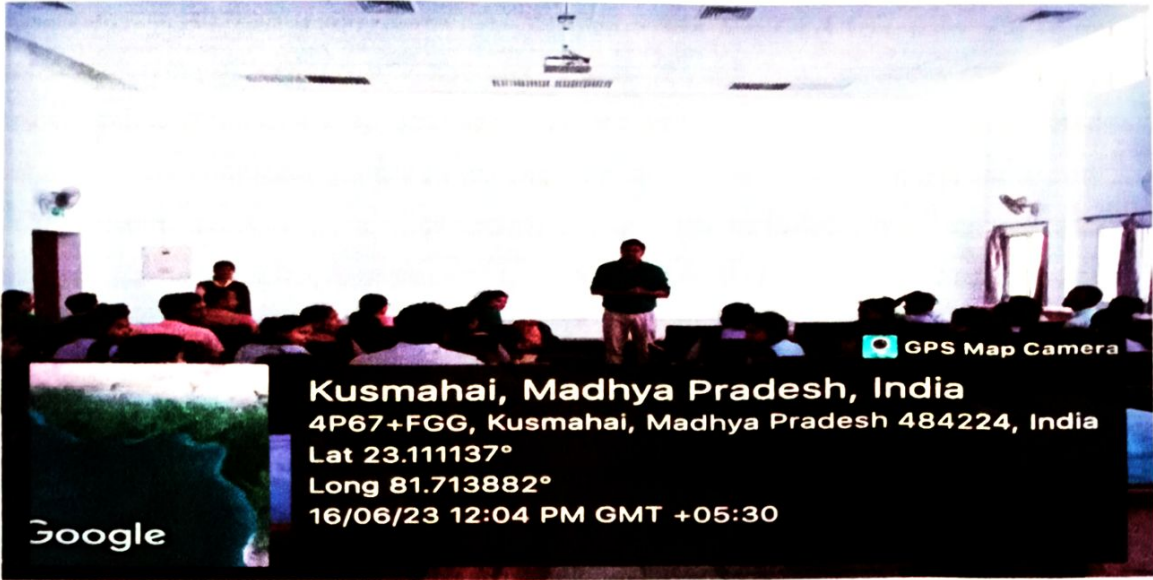 GPS Map Camera
Kusmahai, Madhya Pradesh, India
4P67+FGG, Kusmahai, Madhya Pradesh 484224, India
Lat 23.111137°
Long 81.713882°
16/06/23 12:04 PM GMT +05:30
Google